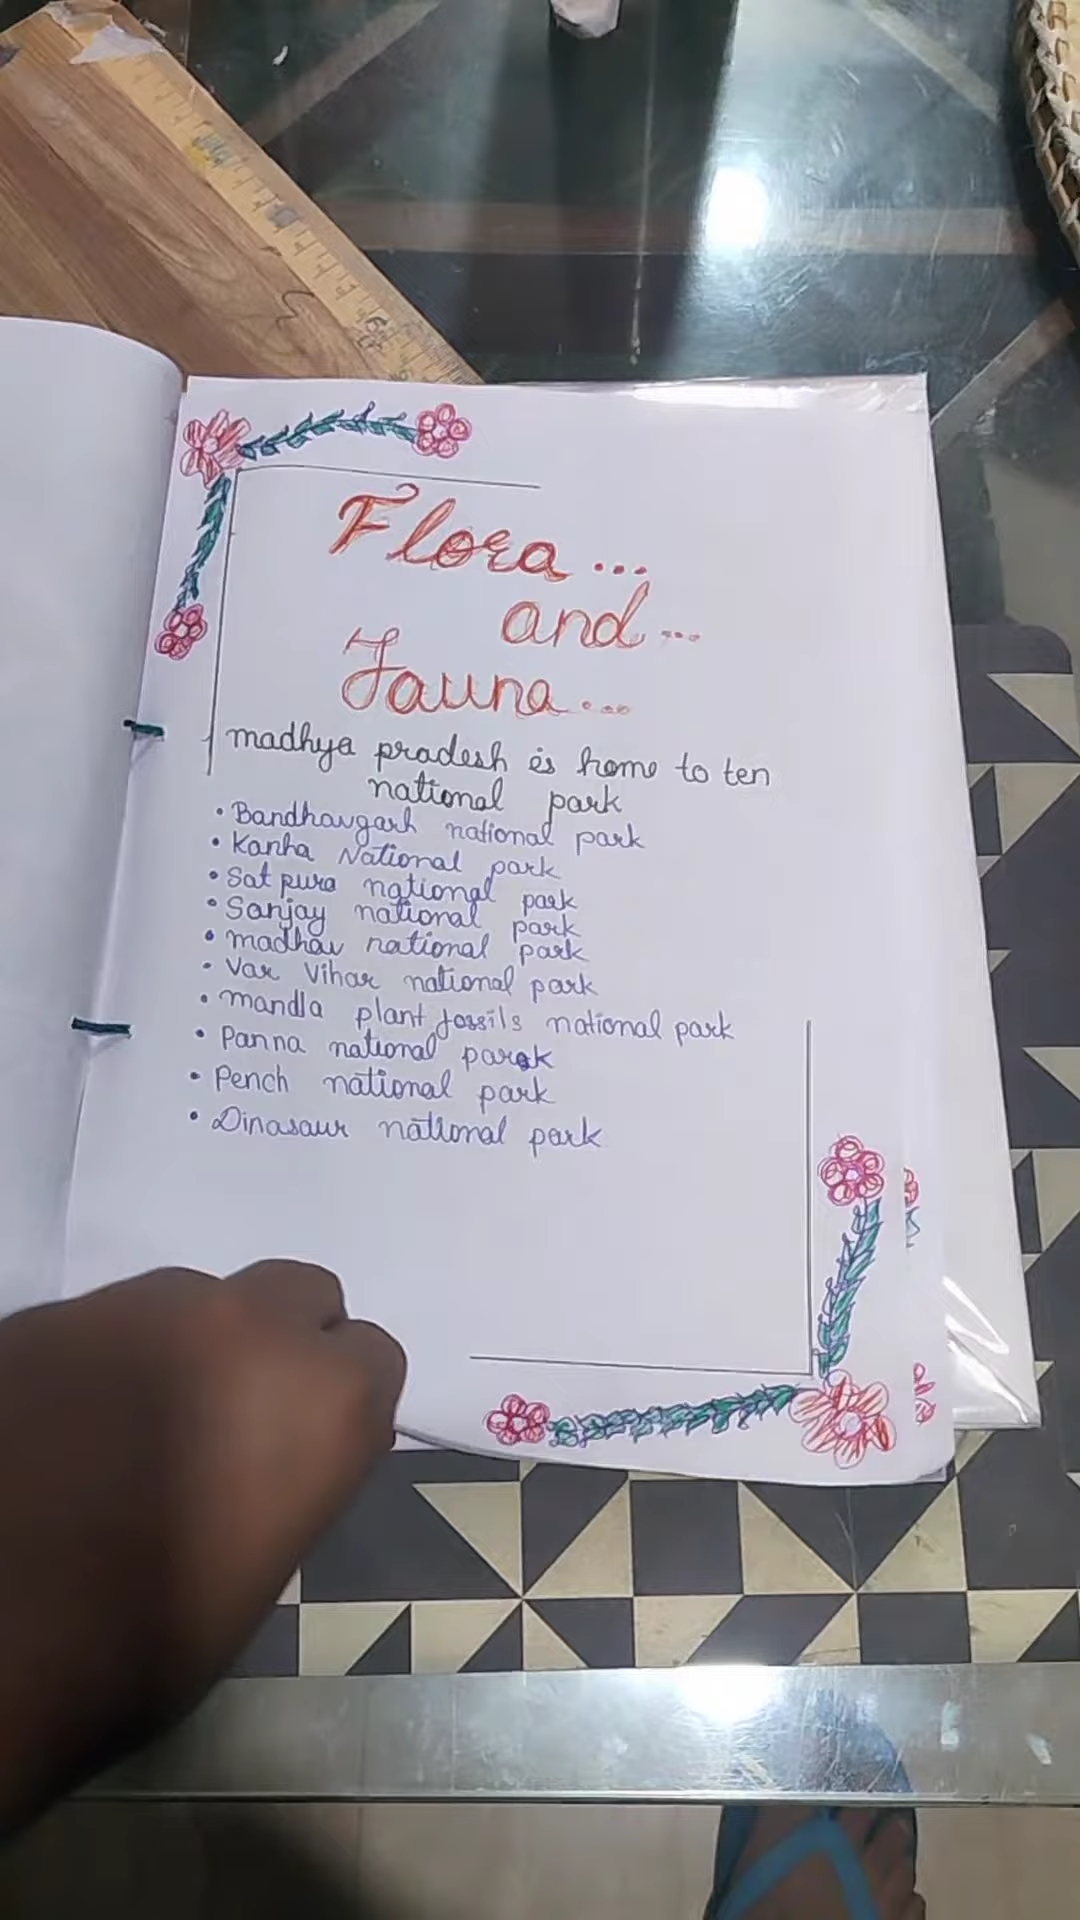 Flora...
and...
Fauna...
madhya pradesh is home to ten
national park
• Bandhavgarh national park
• Kanha National park
• Sat pura national park
• Sanjay national park
• madhav national park
• Van Vihar national park
• mandla plant fossils national park
• Panna national park
• Pench national park
• Dinasaur national park